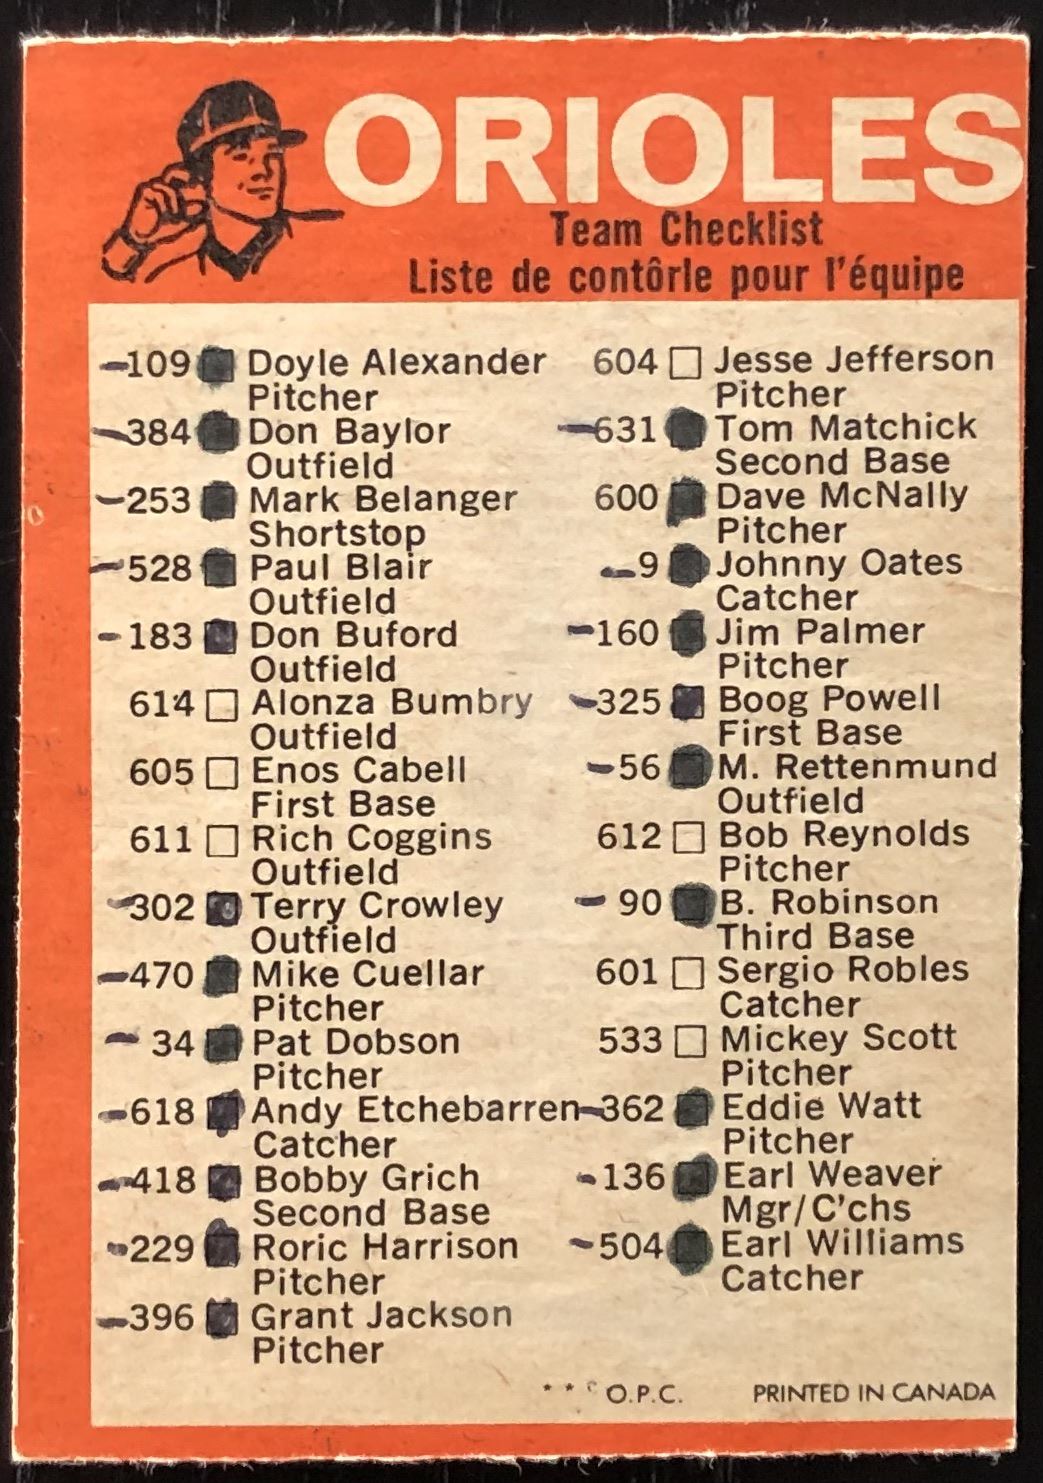 ORIOLES
Team Checklist
Liste de contôrle pour l'équipe
109 Doyle Alexander
Pitcher
384 Don Baylor
Outfield
253 Mark Belanger
Shortstop
528 Paul Blair
Outfield
183 Don Buford
Outfield
614 Alonza Bumbry
Outfield
605 Enos Cabell
First Base
611 Rich Coggins
Outfield
302 Terry Crowley
Outfield
470 Mike Cuellar
Pitcher
34 Pat Dobson
Pitcher
618 Andy Etchebarren
Catcher
418 Bobby Grich
Second Base
229 Roric Harrison
Pitcher
396 Grant Jackson
Pitcher
604 Jesse Jefferson
Pitcher
631 Tom Matchick
Second Base
600 Dave McNally
Pitcher
9 Johnny Oates
Catcher
160 Jim Palmer
Pitcher
325 Boog Powell
First Base
56 M. Rettenmund
Outfield
612 Bob Reynolds
Pitcher
90 B. Robinson
Third Base
601 Sergio Robles
Catcher
533 Mickey Scott
Pitcher
362 Eddie Watt
Pitcher
136 Earl Weaver
Mgr/C'chs
504 Earl Williams
Catcher
* * © O.P.C. PRINTED IN CANADA